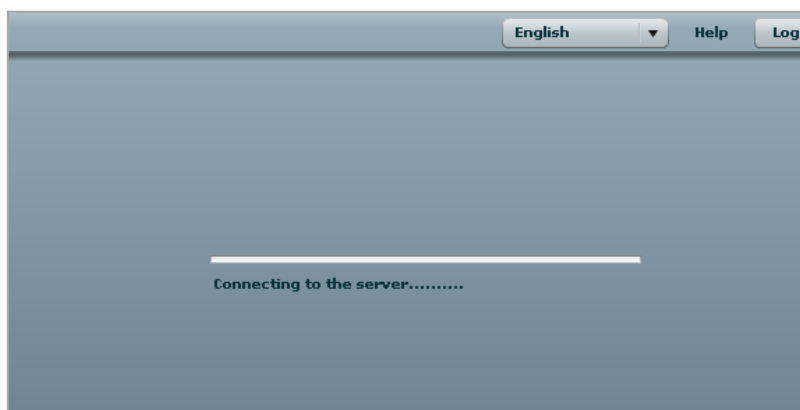 English Help Log
Connecting to the server..........